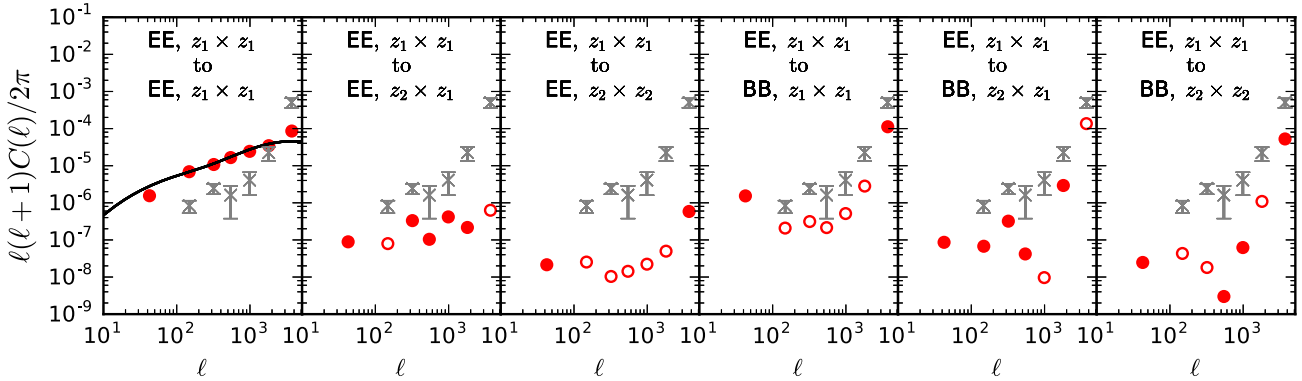 EE, z₁ × z₁
to
EE, z₁ × z₁
EE, z₁ × z₁
to
EE, z₂ × z₁
EE, z₁ × z₁
to
EE, z₂ × z₂
EE, z₁ × z₁
to
BB, z₁ × z₁
EE, z₁ × z₁
to
BB, z₂ × z₁
EE, z₁ × z₁
to
BB, z₂ × z₂
ℓ(ℓ + 1)C(ℓ)/2π
10⁻¹
10⁻²
10⁻³
10⁻⁴
10⁻⁵
10⁻⁶
10⁻⁷
10⁻⁸
10⁻⁹
10¹ 10² 10³ 10¹ 10² 10³ 10¹ 10² 10³ 10¹ 10² 10³ 10¹ 10² 10³ 10¹ 10² 10³
ℓ ℓ ℓ ℓ ℓ ℓ